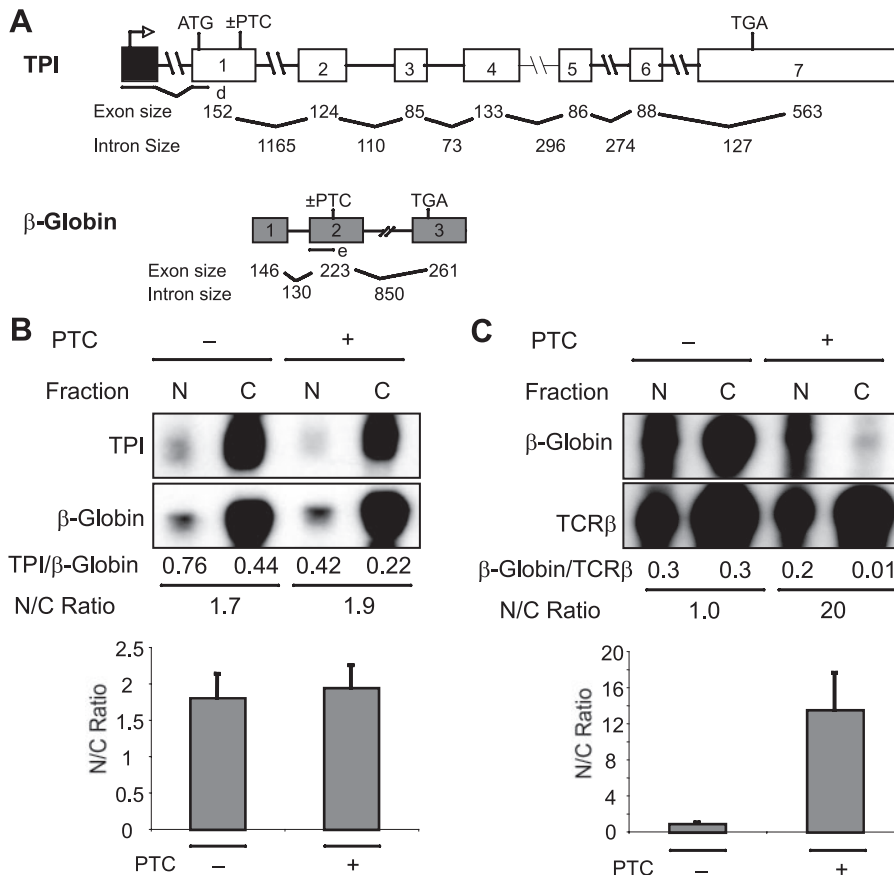 A
TPI
ATG ±PTC TGA
1 2 3 4 5 6 7
d
Exon size 152 124 85 133 86 88 563
Intron Size 1165 110 73 296 274 127
β-Globin
±PTC TGA
1 2 3
e
Exon size 146 223 261
Intron size 130 850
B
PTC – +
Fraction N C N C
TPI
β-Globin
TPI/β-Globin 0.76 0.44 0.42 0.22
N/C Ratio 1.7 1.9
N/C Ratio
2.5
2
1.5
1
0.5
0
PTC – +
C
PTC – +
Fraction N C N C
β-Globin
TCRβ
β-Globin/TCRβ 0.3 0.3 0.2 0.01
N/C Ratio 1.0 20
N/C Ratio
20
16
12
8
4
0
PTC – +